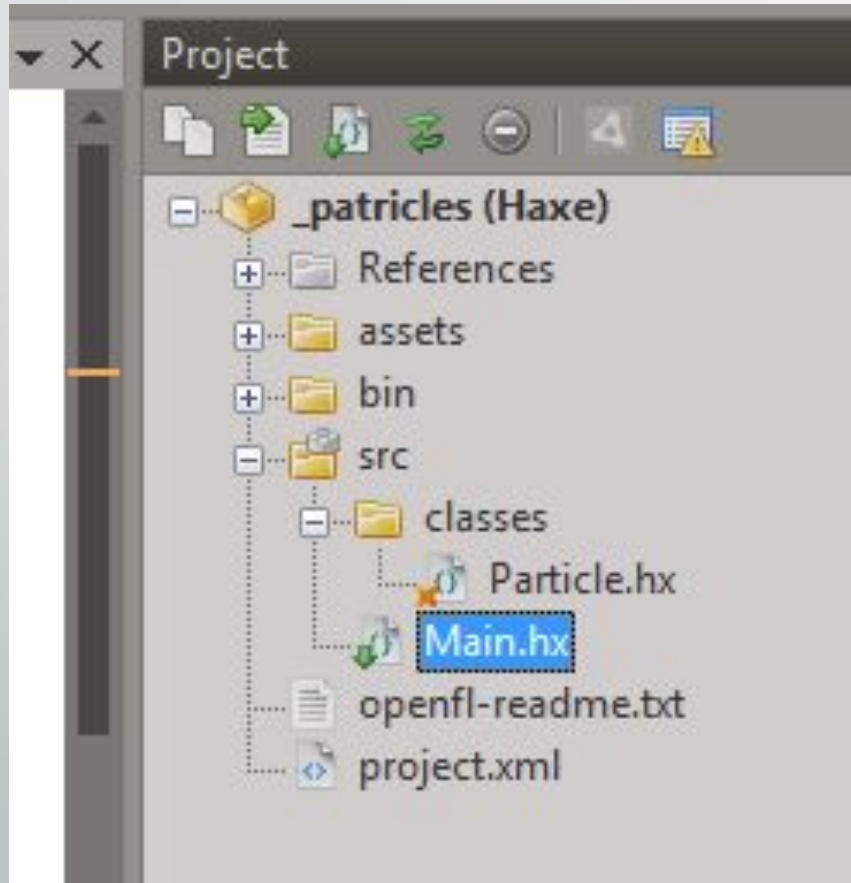 Project
_patricles (Haxe)
References
assets
bin
src
classes
Particle.hx
Main.hx
openfl-readme.txt
project.xml